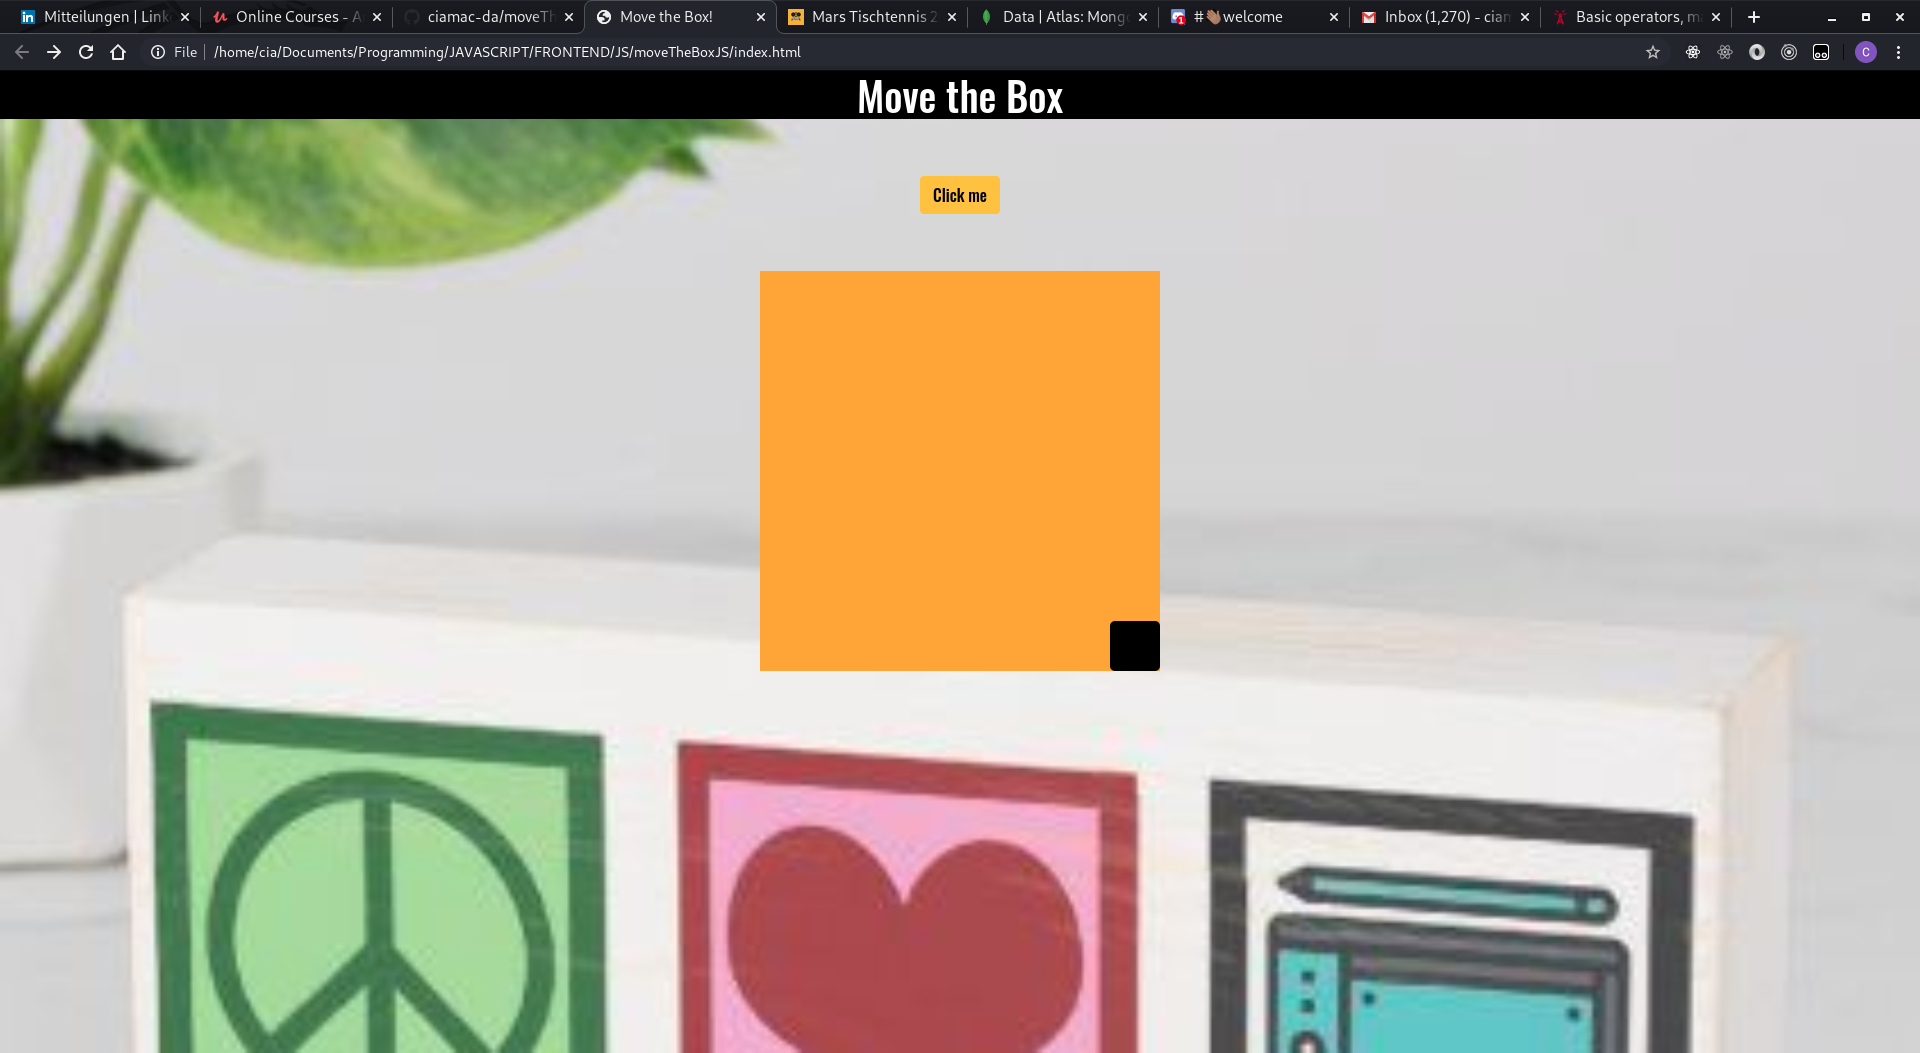 Mitteilungen | Link
Online Courses - A
ciamac-da/moveTh
Move the Box!
Mars Tischtennis 2
Data | Atlas: Mongo
#👋🏽welcome
Inbox (1,270) - ciam
Basic operators, ma
File
/home/cia/Documents/Programming/JAVASCRIPT/FRONTEND/JS/moveTheBoxJS/index.html
C
Move the Box
Click me